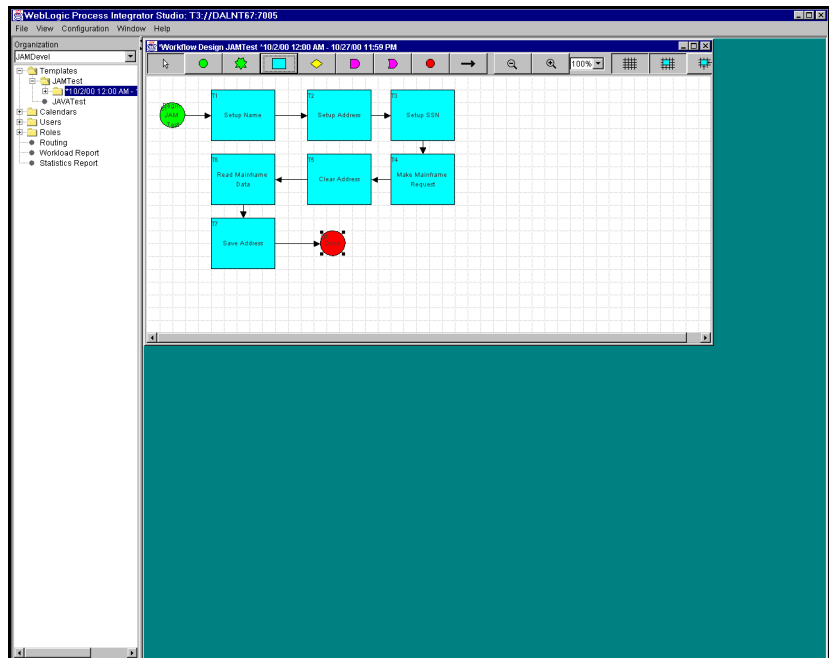 WebLogic Process Integrator Studio: T3://DALNT67:7005
File View Configuration Window Help
Organization
JAMDevel
Templates
JAMTest
*10/2/00 12:00 AM -
JAVATest
Calendars
Users
Roles
Routing
Workload Report
Statistics Report
*Workflow Design JAMTest *10/2/00 12:00 AM - 10/27/00 11:59 PM
100%
Begin
JAM
Test
T1
Setup Name
T2
Setup Address
T3
Setup SSN
T6
Read Mainframe
Data
T5
Clear Address
T4
Make Mainframe
Request
T7
Save Address